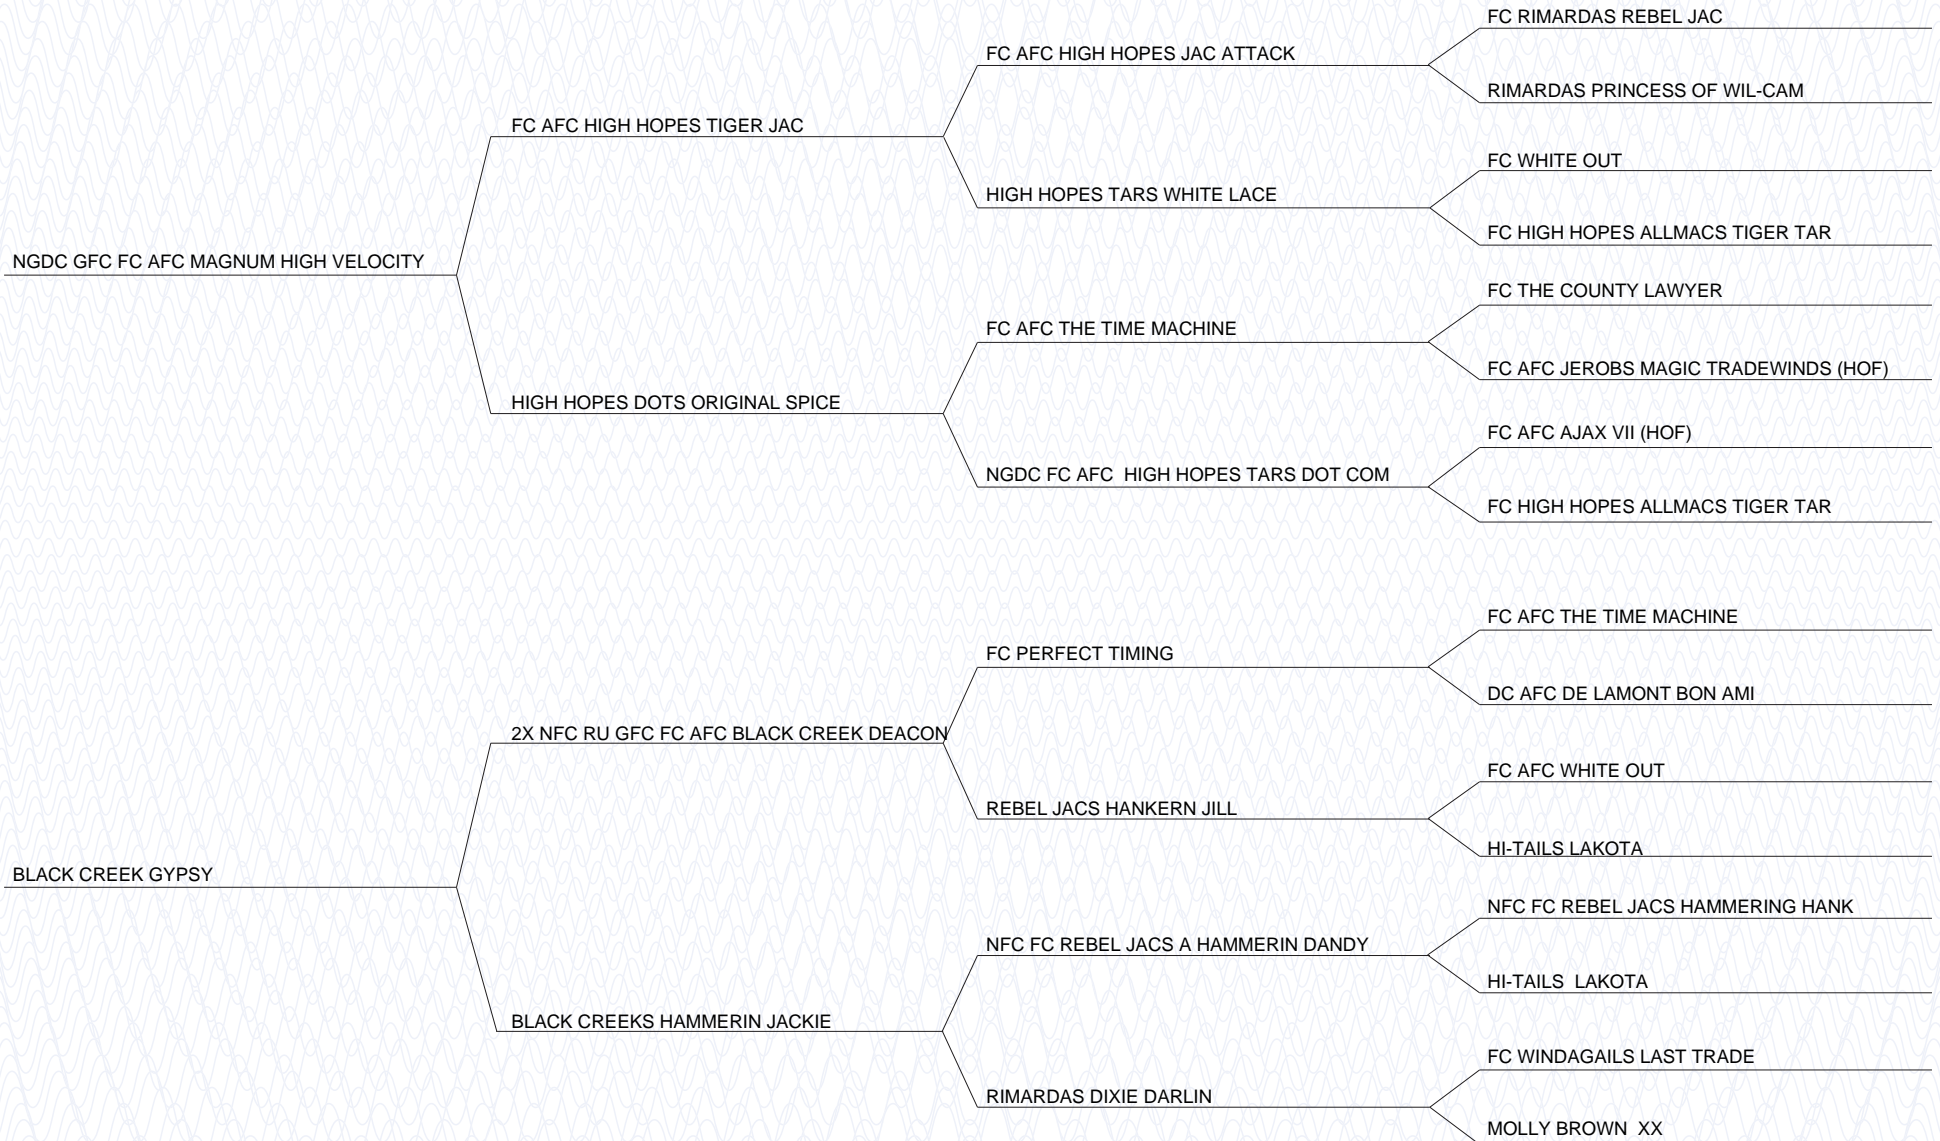 FC RIMARDAS REBEL JAC
FC AFC HIGH HOPES JAC ATTACK
RIMARDAS PRINCESS OF WIL-CAM
FC AFC HIGH HOPES TIGER JAC
FC WHITE OUT
HIGH HOPES TARS WHITE LACE
FC HIGH HOPES ALLMACS TIGER TAR
NGDC GFC FC AFC MAGNUM HIGH VELOCITY
FC THE COUNTY LAWYER
FC AFC THE TIME MACHINE
FC AFC JEROBS MAGIC TRADEWINDS (HOF)
HIGH HOPES DOTS ORIGINAL SPICE
FC AFC AJAX VII (HOF)
NGDC FC AFC  HIGH HOPES TARS DOT COM
FC HIGH HOPES ALLMACS TIGER TAR
FC AFC THE TIME MACHINE
FC PERFECT TIMING
DC AFC DE LAMONT BON AMI
2X NFC RU GFC FC AFC BLACK CREEK DEACON
FC AFC WHITE OUT
REBEL JACS HANKERN JILL
HI-TAILS LAKOTA
BLACK CREEK GYPSY
NFC FC REBEL JACS HAMMERING HANK
NFC FC REBEL JACS A HAMMERIN DANDY
HI-TAILS  LAKOTA
BLACK CREEKS HAMMERIN JACKIE
FC WINDAGAILS LAST TRADE
RIMARDAS DIXIE DARLIN
MOLLY BROWN  XX